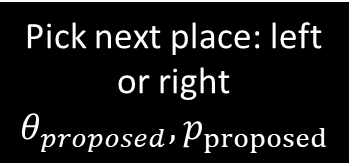 Pick next place: left
or right
θ_proposed, p_proposed